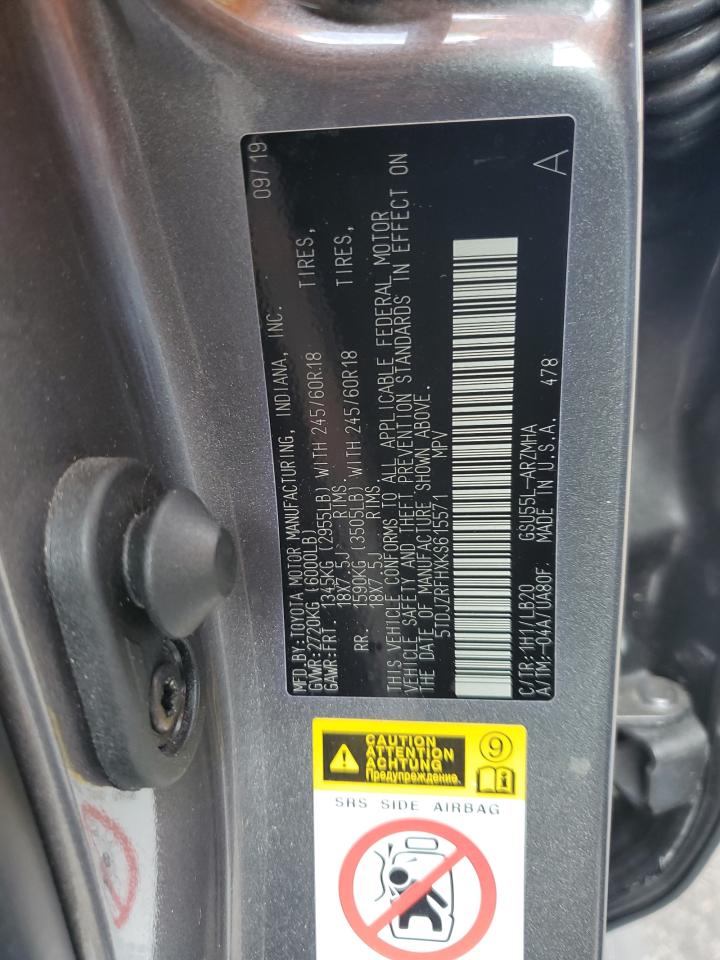 09/19
MFD.BY:TOYOTA MOTOR MANUFACTURING, INDIANA, INC.
GVWR:2720KG (6000LB)
GAWR:FRT. 1345KG (2955LB) WITH 245/60R18 TIRES,
18X7.5J RIMS.
RR. 1590KG (3505LB) WITH 245/60R18 TIRES,
18X7.5J RIMS.
THIS VEHICLE CONFORMS TO ALL APPLICABLE FEDERAL MOTOR
VEHICLE SAFETY AND THEFT PREVENTION STANDARDS IN EFFECT ON
THE DATE OF MANUFACTURE SHOWN ABOVE.
5TDJZRFHXKS615571 MPV
C/TR:1H1/LB20 GSU55L-ARZMHA
A/TM:-04A/UA80F. MADE IN U.S.A. 478 A
CAUTION
ATTENTION
ACHTUNG
Предупреждение.
9
SRS SIDE AIRBAG